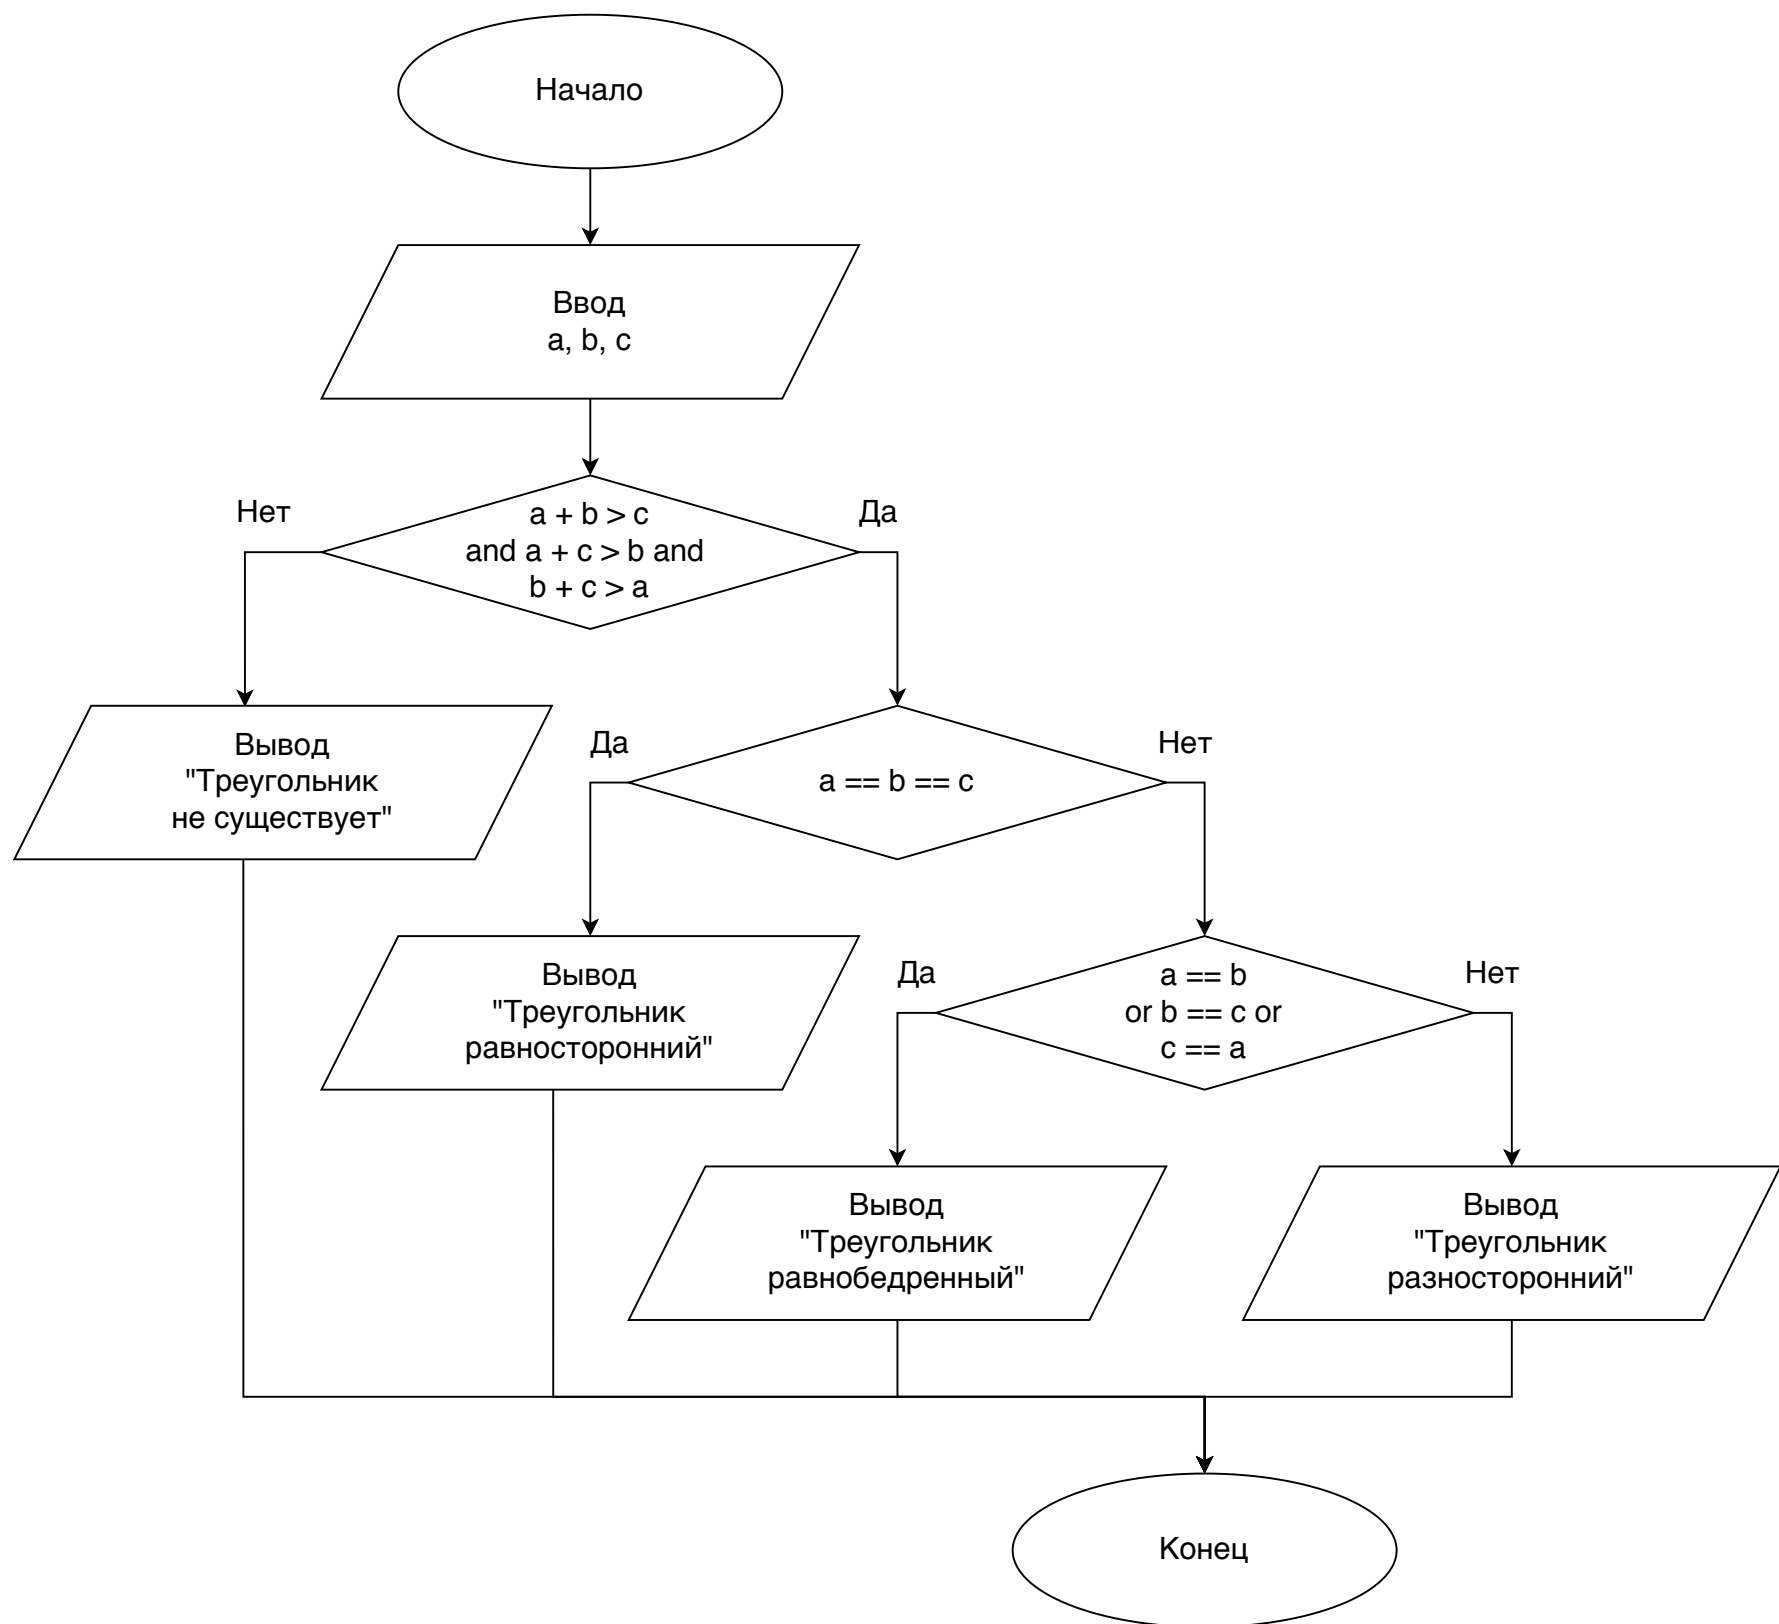 Начало
Ввод
a, b, c
Нет
Да
a + b > c
and a + c > b and
b + c > a
Вывод
"Треугольник
не существует"
Да
Нет
a == b == c
Вывод
"Треугольник
равносторонний"
Да
Нет
a == b
or b == c or
c == a
Вывод
"Треугольник
равнобедренный"
Вывод
"Треугольник
разносторонний"
Конец